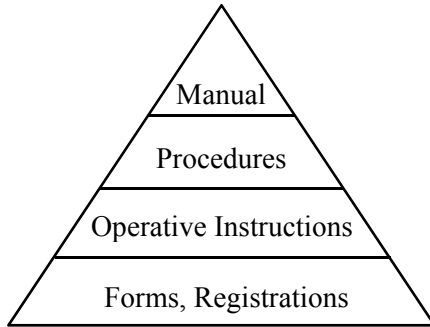 Manual
Procedures
Operative Instructions
Forms, Registrations